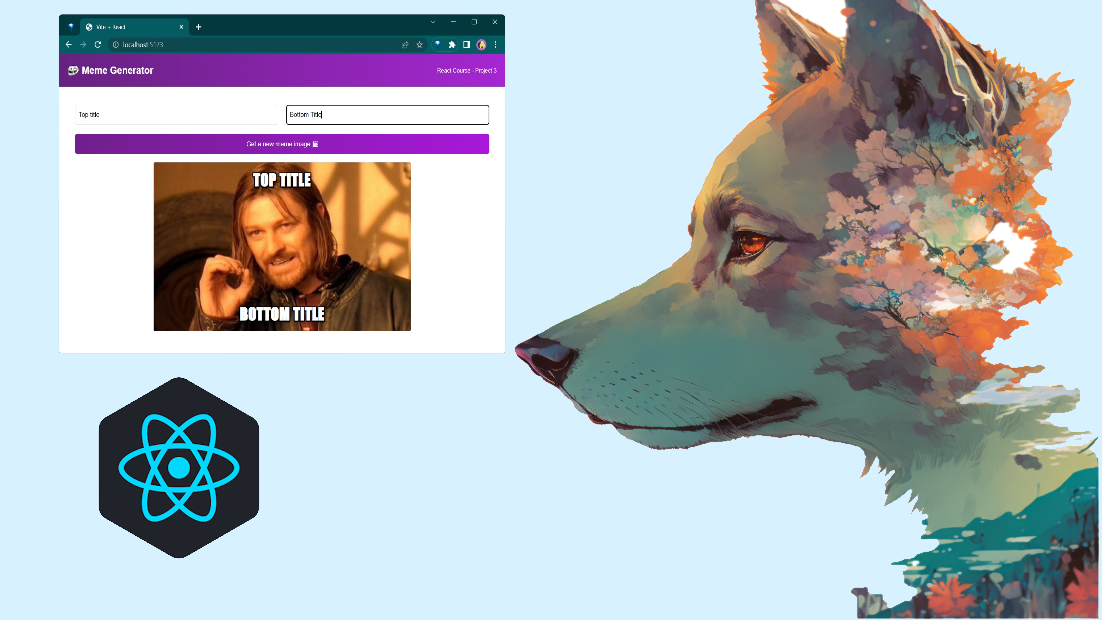 Vite + React
localhost:5173
Meme Generator
React Course - Project 3
Top title
Bottom Title
Get a new meme image
TOP TITLE
BOTTOM TITLE